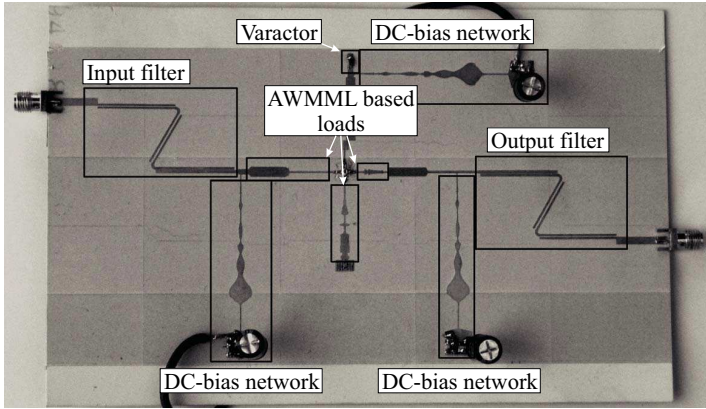 Varactor
DC-bias network
Input filter
AWMML based
loads
Output filter
DC-bias network
DC-bias network